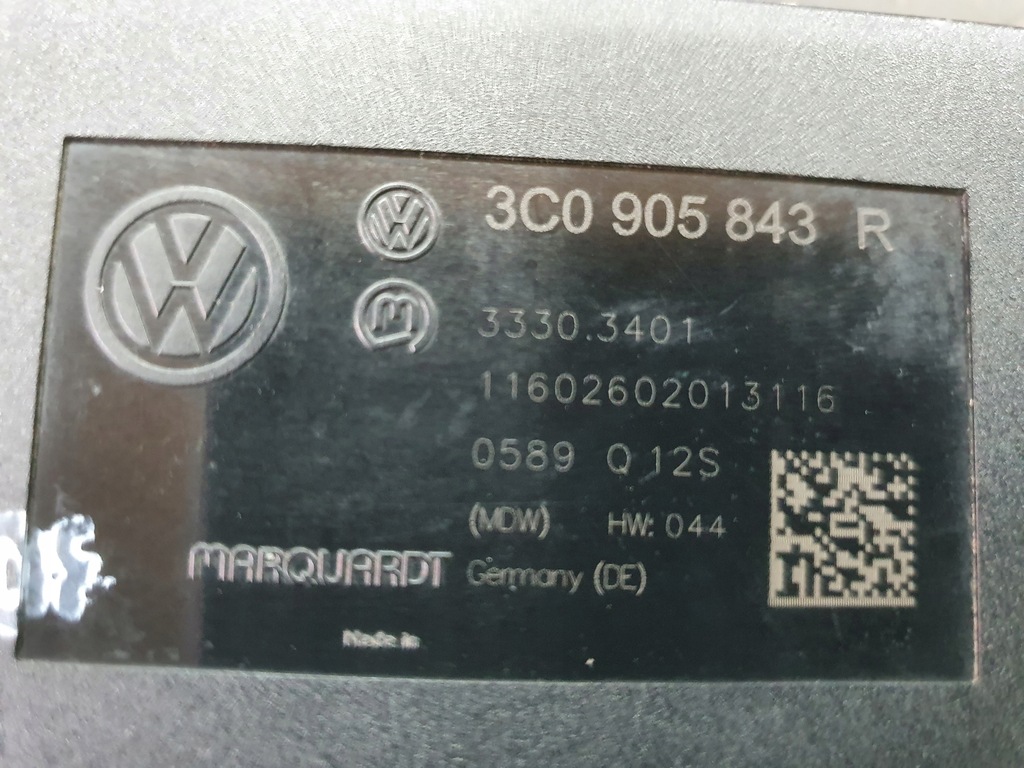 3C0 905 843 R
3330.3401
11602602013116
0589 Q 12S
(MDW) HW: 044
MARQUARDT Germany (DE)
Made in